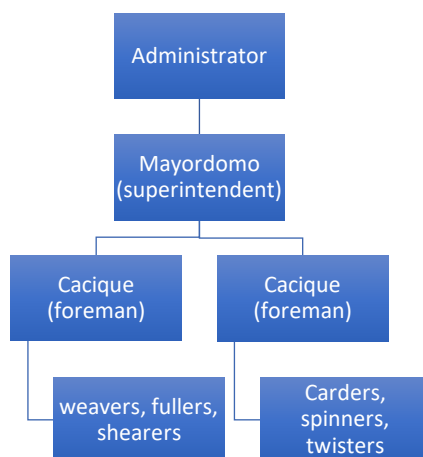 Administrator
Mayordomo
(superintendent)
Cacique
(foreman)
Cacique
(foreman)
weavers, fullers,
shearers
Carders,
spinners,
twisters